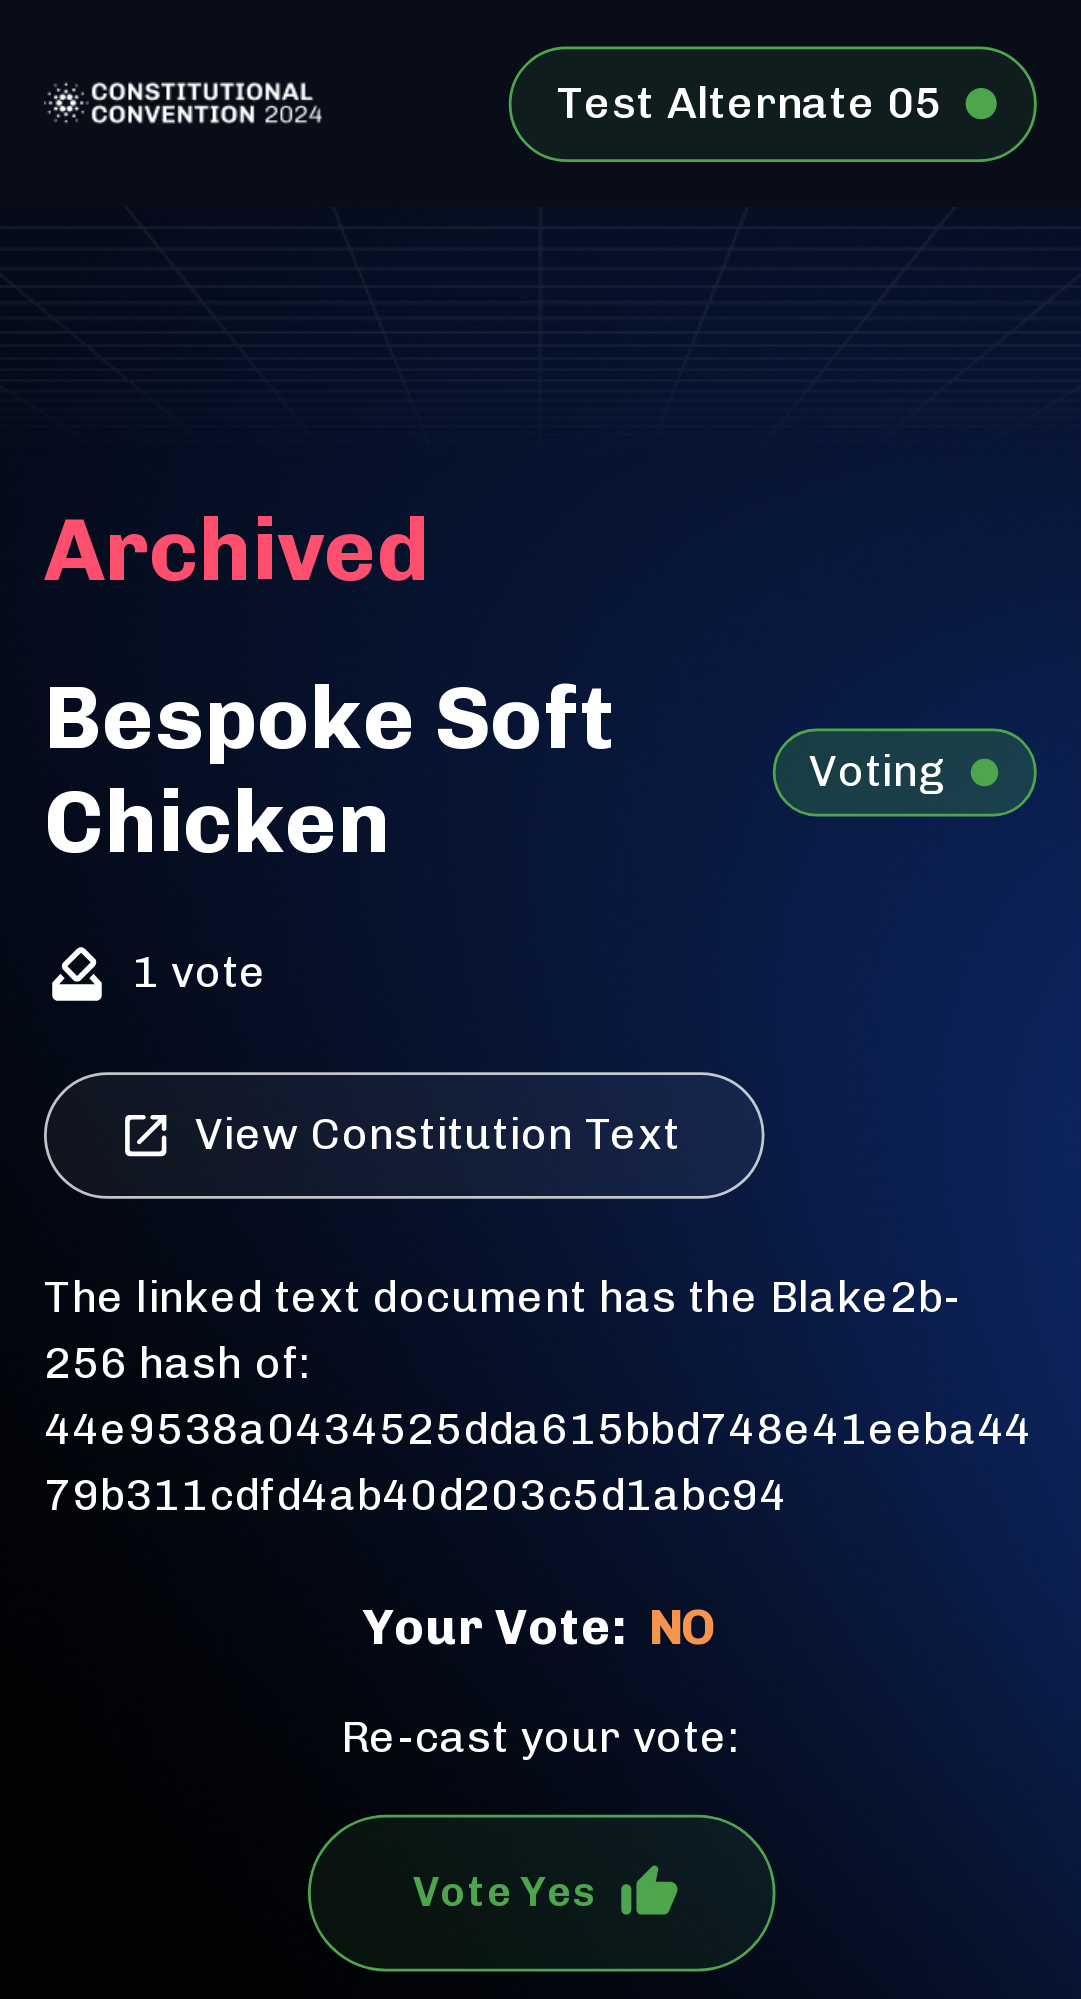 CONSTITUTIONAL
CONVENTION 2024
Test Alternate 05
Archived
Bespoke Soft
Chicken
Voting
1 vote
View Constitution Text
The linked text document has the Blake2b-
256 hash of:
44e9538a0434525dda615bbd748e41eeba44
79b311cdfd4ab40d203c5d1abc94
Your Vote: NO
Re-cast your vote:
Vote Yes